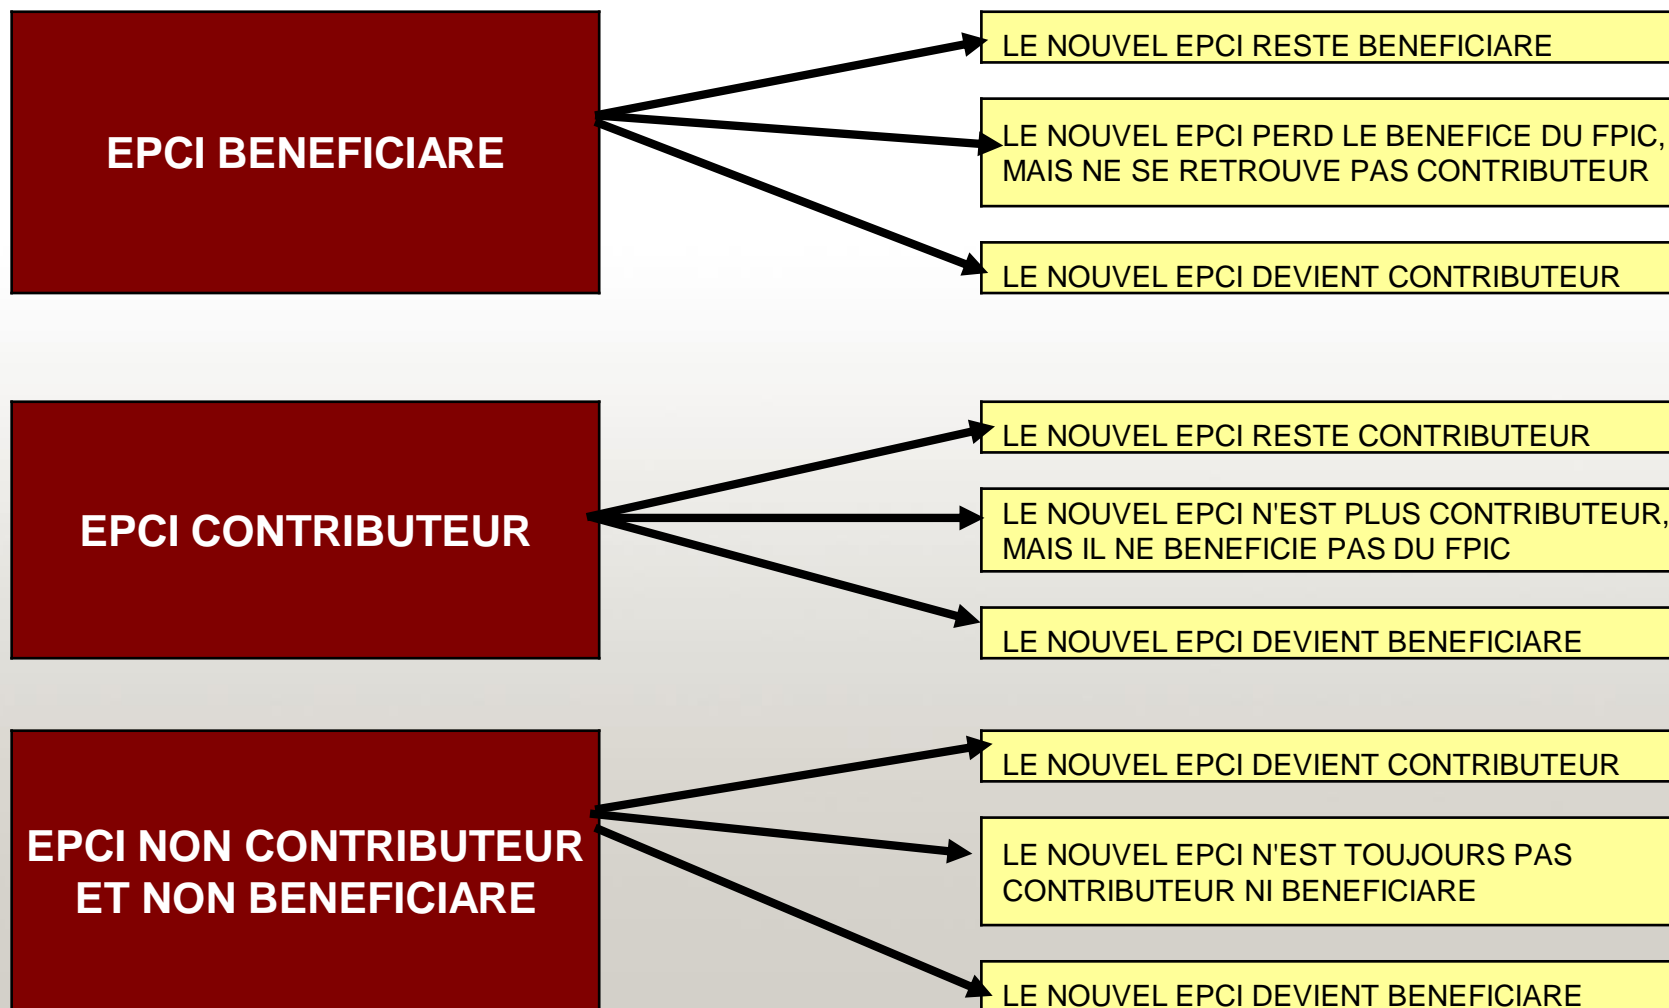 EPCI BENEFICIARE
LE NOUVEL EPCI RESTE BENEFICIARE
LE NOUVEL EPCI PERD LE BENEFICE DU FPIC,
MAIS NE SE RETROUVE PAS CONTRIBUTEUR
LE NOUVEL EPCI DEVIENT CONTRIBUTEUR
EPCI CONTRIBUTEUR
LE NOUVEL EPCI RESTE CONTRIBUTEUR
LE NOUVEL EPCI N'EST PLUS CONTRIBUTEUR,
MAIS IL NE BENEFICIE PAS DU FPIC
LE NOUVEL EPCI DEVIENT BENEFICIARE
EPCI NON CONTRIBUTEUR
ET NON BENEFICIARE
LE NOUVEL EPCI DEVIENT CONTRIBUTEUR
LE NOUVEL EPCI N'EST TOUJOURS PAS
CONTRIBUTEUR NI BENEFICIARE
LE NOUVEL EPCI DEVIENT BENEFICIARE